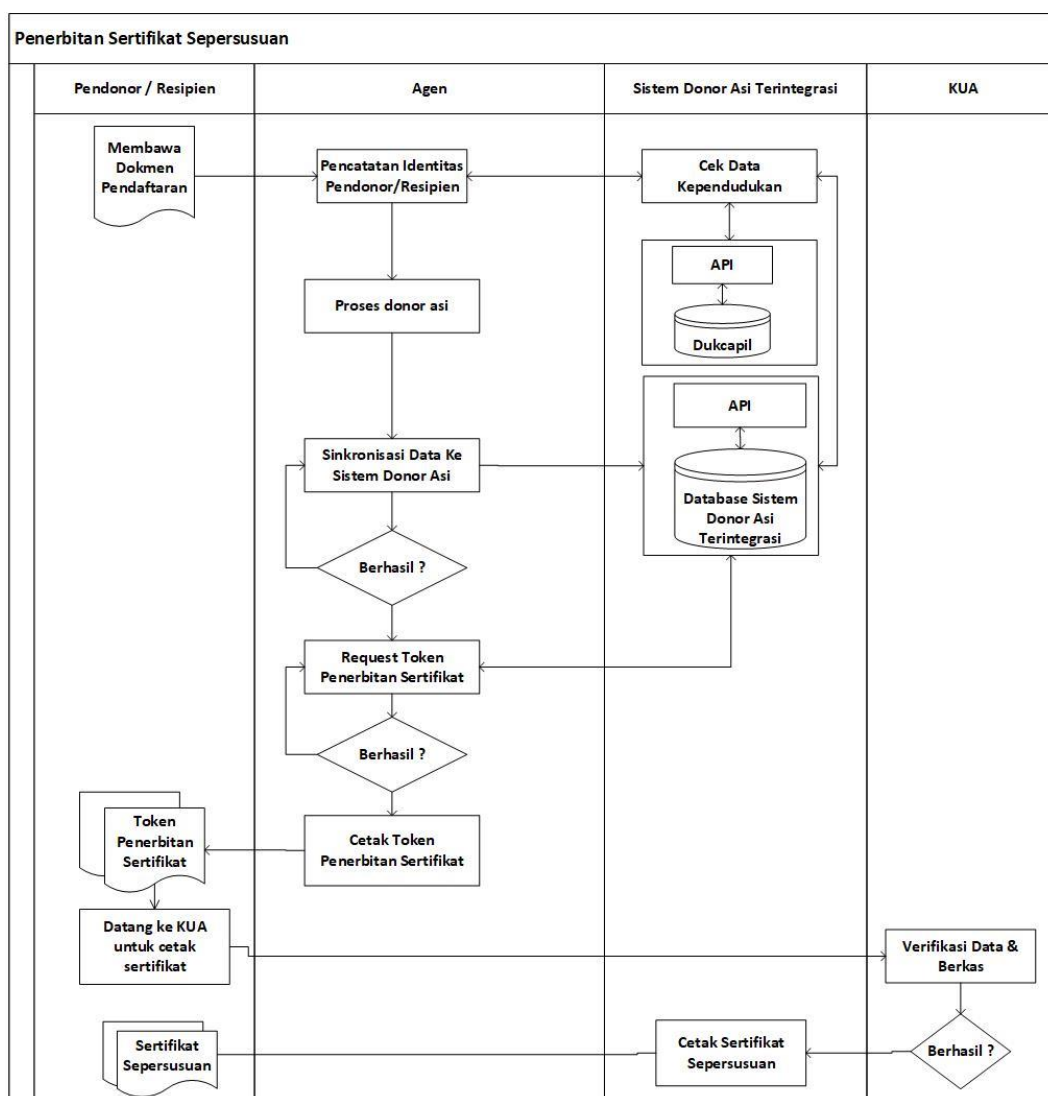 Penerbitan Sertifikat Sepersusuan
Pendonor / Resipien
Agen
Sistem Donor Asi Terintegrasi
KUA
Membawa
Dokmen
Pendaftaran
Pencatatan Identitas
Pendonor/Resipien
Cek Data
Kependudukan
API
Dukcapil
Proses donor asi
API
Database Sistem
Donor Asi
Terintegrasi
Sinkronisasi Data Ke
Sistem Donor Asi
Berhasil ?
Request Token
Penerbitan Sertifikat
Berhasil ?
Cetak Token
Penerbitan Sertifikat
Token
Penerbitan
Sertifikat
Datang ke KUA
untuk cetak
sertifikat
Verifikasi Data &
Berkas
Berhasil ?
Cetak Sertifikat
Sepersusuan
Sertifikat
Sepersusuan